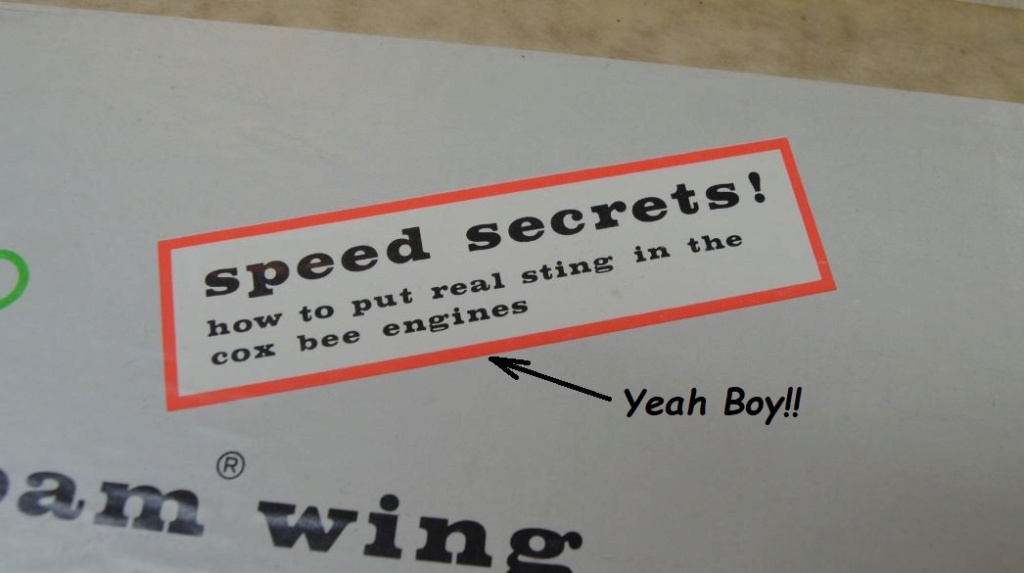 speed secrets!
how to put real sting in the
cox bee engines
Yeah Boy!!
®
wing